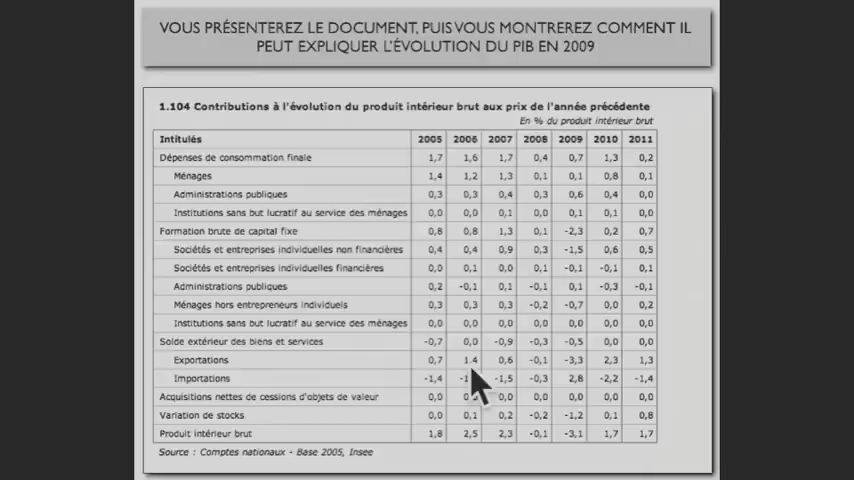 VOUS PRÉSENTEREZ LE DOCUMENT, PUIS VOUS MONTREREZ COMMENT IL
PEUT EXPLIQUER L'ÉVOLUTION DU PIB EN 2009
1.104 Contributions à l'évolution du produit intérieur brut aux prix de l'année précédente
En % du produit intérieur brut
Intitulés 2005 2006 2007 2008 2009 2010 2011
Dépenses de consommation finale 1,7 1,6 1,7 0,4 0,7 1,3 0,2
Ménages 1,4 1,2 1,3 0,1 0,1 0,8 0,1
Administrations publiques 0,3 0,3 0,4 0,3 0,6 0,4 0,0
Institutions sans but lucratif au service des ménages 0,0 0,0 0,1 0,0 0,1 0,1 0,0
Formation brute de capital fixe 0,8 0,8 1,3 0,1 -2,3 0,2 0,7
Sociétés et entreprises individuelles non financières 0,4 0,4 0,9 0,3 -1,5 0,6 0,5
Sociétés et entreprises individuelles financières 0,0 0,1 0,0 0,1 -0,1 -0,1 0,1
Administrations publiques 0,2 -0,1 0,1 -0,1 0,1 -0,3 -0,1
Ménages hors entrepreneurs individuels 0,3 0,3 0,3 -0,2 -0,7 0,0 0,2
Institutions sans but lucratif au service des ménages 0,0 0,0 0,0 0,0 0,0 0,0 0,0
Solde extérieur des biens et services -0,7 0,0 -0,9 -0,3 -0,5 0,0 0,0
Exportations 0,7 1,4 0,6 -0,1 -3,3 2,3 1,3
Importations -1,4 -1,5 -0,3 2,8 -2,2 -1,4
Acquisitions nettes de cessions d'objets de valeur 0,0 0,0 0,0 0,0 0,0 0,0
Variation de stocks 0,0 0,1 0,2 -0,2 -1,2 0,1 0,8
Produit intérieur brut 1,8 2,5 2,3 -0,1 -3,1 1,7 1,7
Source : Comptes nationaux - Base 2005, Insee